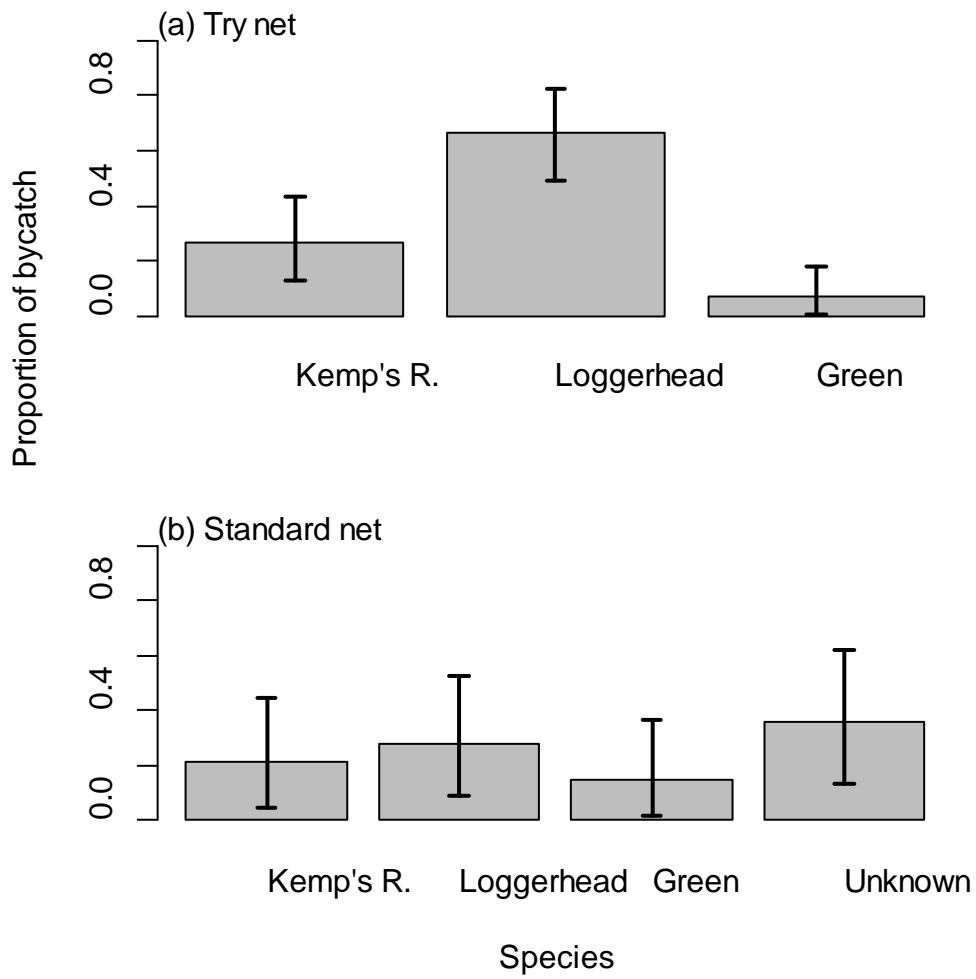 (a) Try net
0.8
0.4
0.0
Kemp's R. Loggerhead Green
Proportion of bycatch
(b) Standard net
0.8
0.4
0.0
Kemp's R. Loggerhead Green Unknown
Species